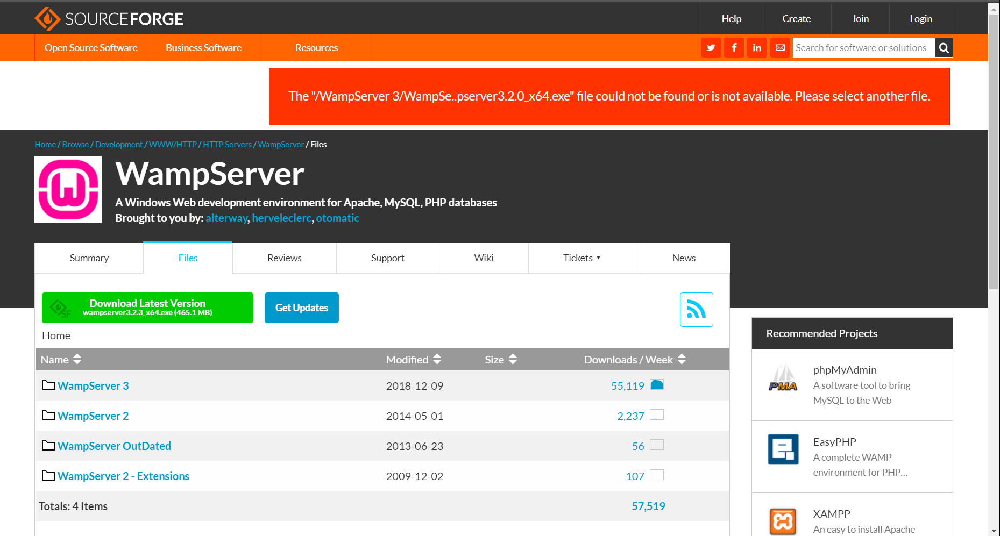 SOURCEFORGE
Help Create Join Login
Open Source Software Business Software Resources
Search for software or solutions
The "/WampServer 3/WampSe..pserver3.2.0_x64.exe" file could not be found or is not available. Please select another file.
Home / Browse / Development / WWW/HTTP / HTTP Servers / WampServer / Files
WampServer
A Windows Web development environment for Apache, MySQL, PHP databases
Brought to you by: alterway, herveleclerc, otomatic
Summary Files Reviews Support Wiki Tickets News
Download Latest Version
wampserver3.2.3_x64.exe (465.1 MB)
SF
Get Updates
Home
Name Modified Size Downloads / Week
WampServer 3 2018-12-09 55,119
WampServer 2 2014-05-01 2,237
WampServer OutDated 2013-06-23 56
WampServer 2 - Extensions 2009-12-02 107
Totals: 4 Items 57,519
Recommended Projects
PMA
phpMyAdmin
A software tool to bring
MySQL to the Web
EasyPHP
A complete WAMP
environment for PHP...
XAMPP
An easy to install Apache